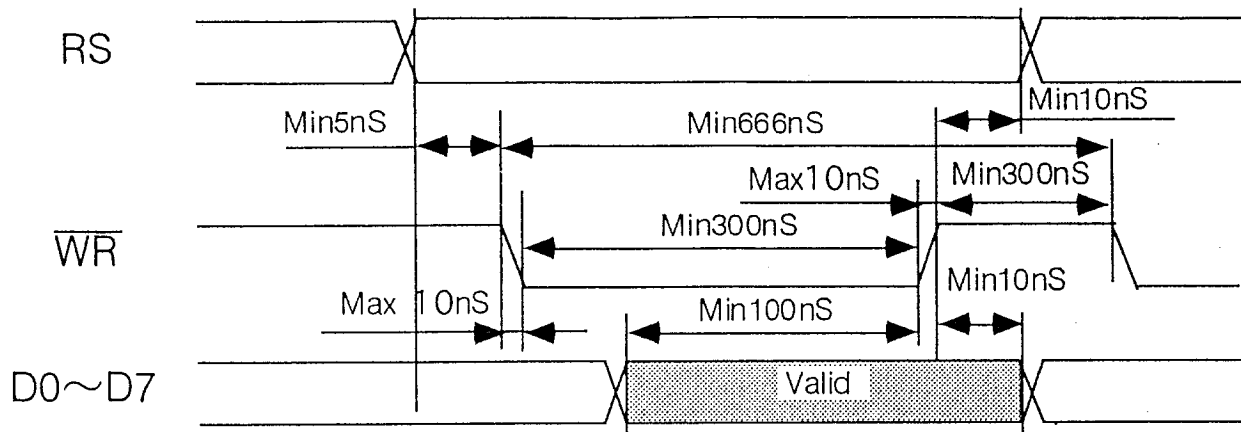 RS
Min10nS
Min5nS
Min666nS
Max10nS
Min300nS
WR
Min300nS
Max 10nS
Min100nS
Min10nS
D0～D7
Valid